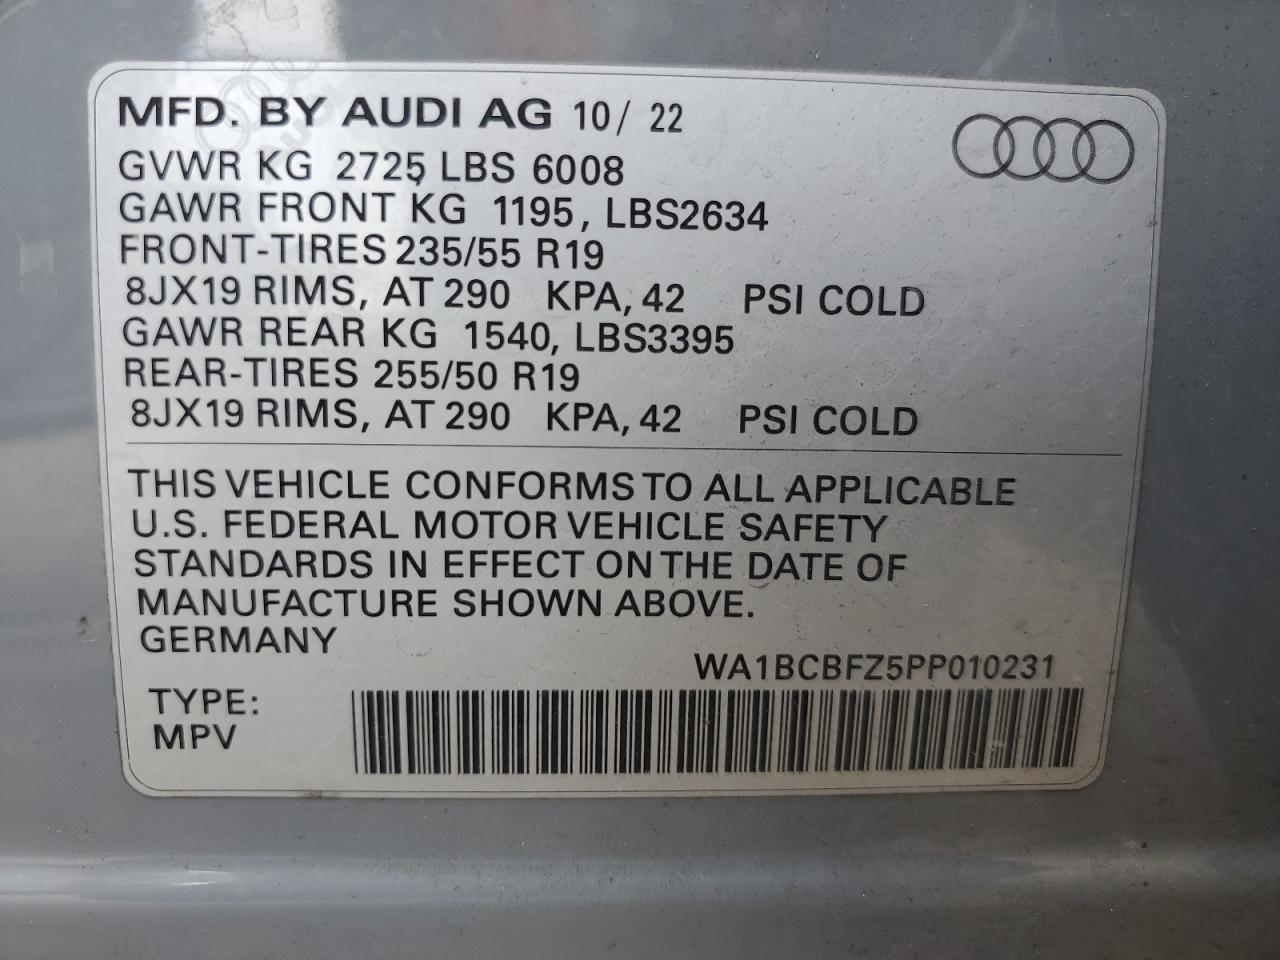 MFD. BY AUDI AG 10/ 22
GVWR KG 2725 LBS 6008
GAWR FRONT KG 1195, LBS2634
FRONT-TIRES 235/55 R19
8JX19 RIMS, AT 290 KPA, 42 PSI COLD
GAWR REAR KG 1540, LBS3395
REAR-TIRES 255/50 R19
8JX19 RIMS, AT 290 KPA, 42 PSI COLD
THIS VEHICLE CONFORMS TO ALL APPLICABLE
U.S. FEDERAL MOTOR VEHICLE SAFETY
STANDARDS IN EFFECT ON THE DATE OF
MANUFACTURE SHOWN ABOVE.
GERMANY
WA1BCBFZ5PP010231
TYPE:
MPV